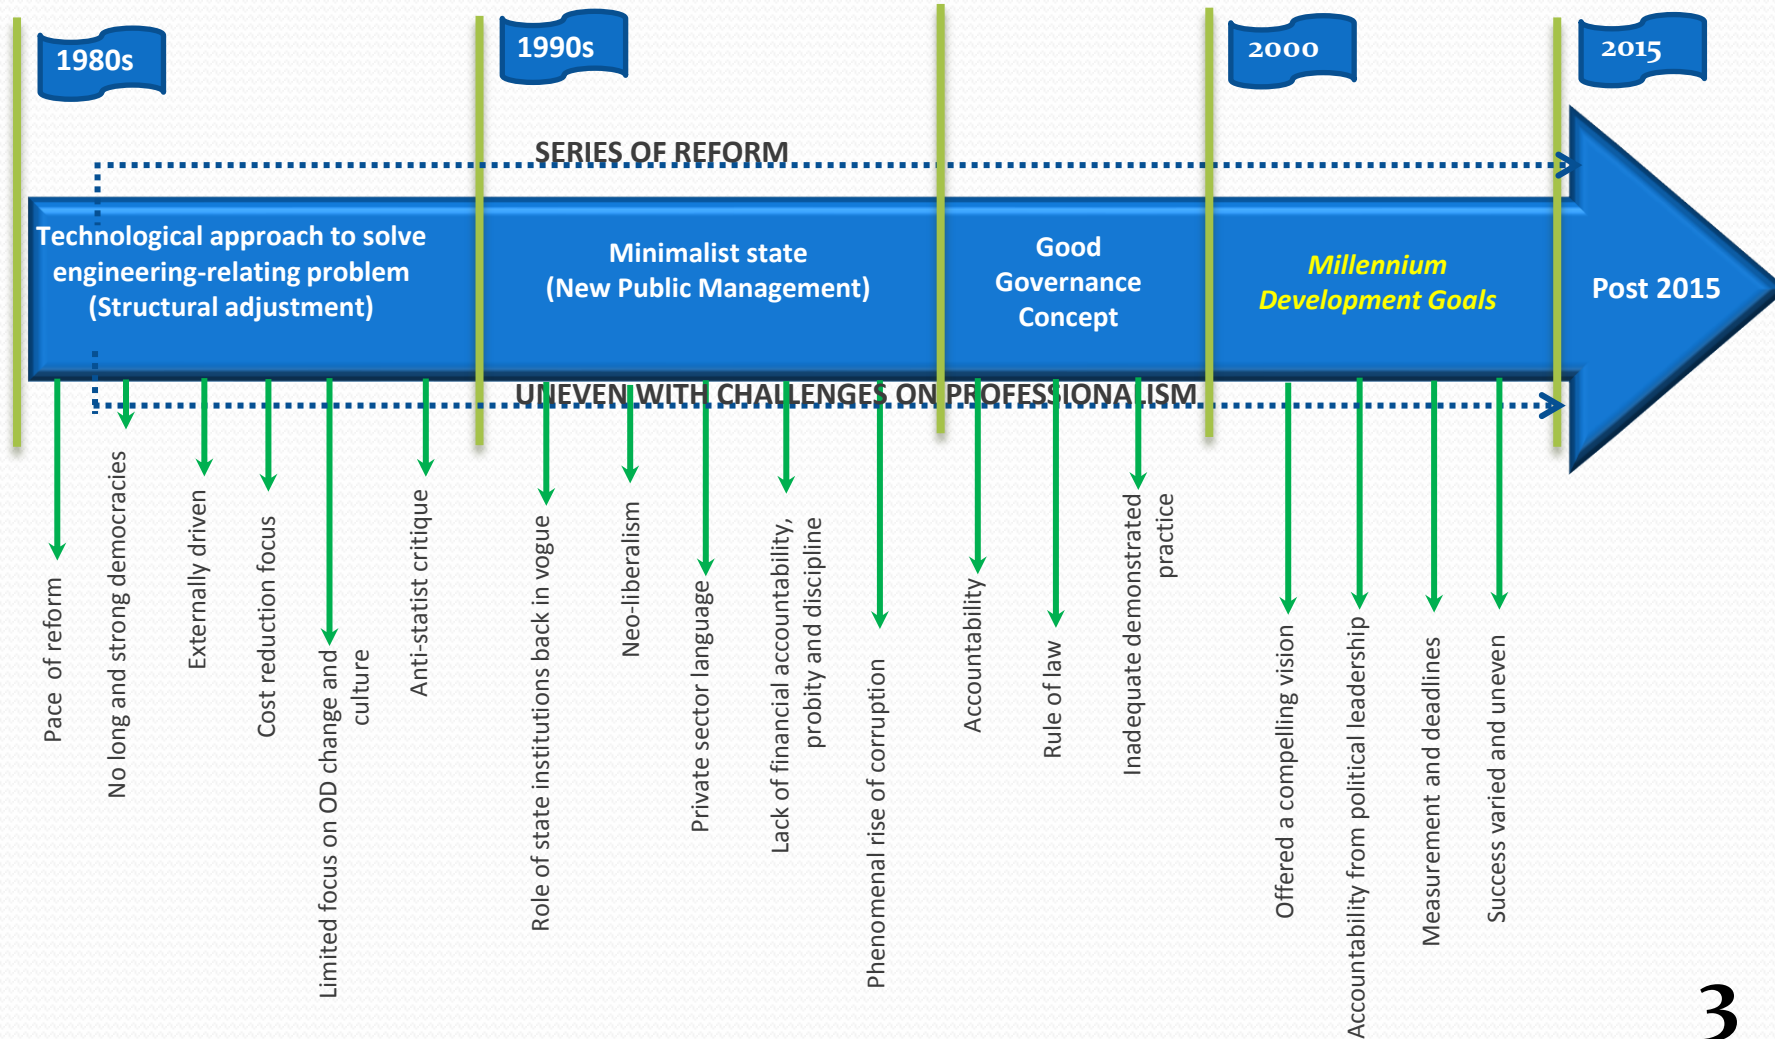 1980s
1990s
2000
2015
SERIES OF REFORM
Technological approach to solve
engineering-relating problem
(Structural adjustment)
Minimalist state
(New Public Management)
Good
Governance
Concept
Millennium
Development Goals
Post 2015
UNEVEN WITH CHALLENGES ON PROFESSIONALISM
Pace of reform
No long and strong democracies
Externally driven
Cost reduction focus
Limited focus on OD change and
culture
Anti-statist critique
Role of state institutions back in vogue
Neo-liberalism
Private sector language
Lack of financial accountability,
probity and discipline
Phenomenal rise of corruption
Accountability
Rule of law
Inadequate demonstrated
practice
Offered a compelling vision
Accountability from political leadership
Measurement and deadlines
Success varied and uneven
3